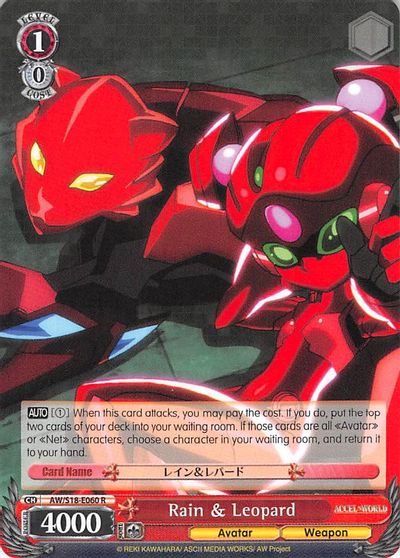 LEVEL
1
0
COST
AUTO [①] When this card attacks, you may pay the cost. If you do, put the top
two cards of your deck into your waiting room. If those cards are all «Avatar»
or «Net» characters, choose a character in your waiting room, and return it
to your hand.
Card Name レイン&レパード
CH AW/S18-E060 R
POWER 4000 SOUL
Rain & Leopard
ACCEL WORLD
Avatar Weapon
© REKI KAWAHARA/ ASCII MEDIA WORKS/ AW Project